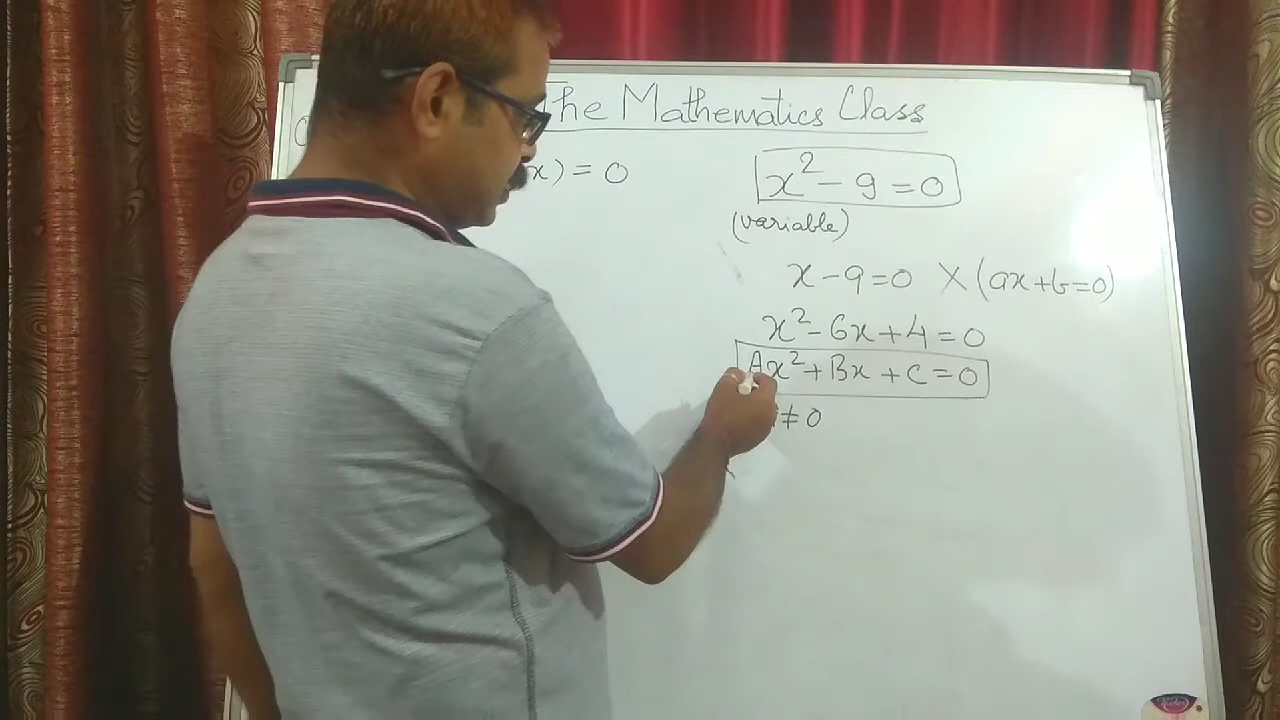 The Mathematics Class
x) = 0
x² - 9 = 0
(variable)
x - 9 = 0 X (ax + b = 0)
x² - 6x + 4 = 0
Ax² + Bx + C = 0
≠ 0